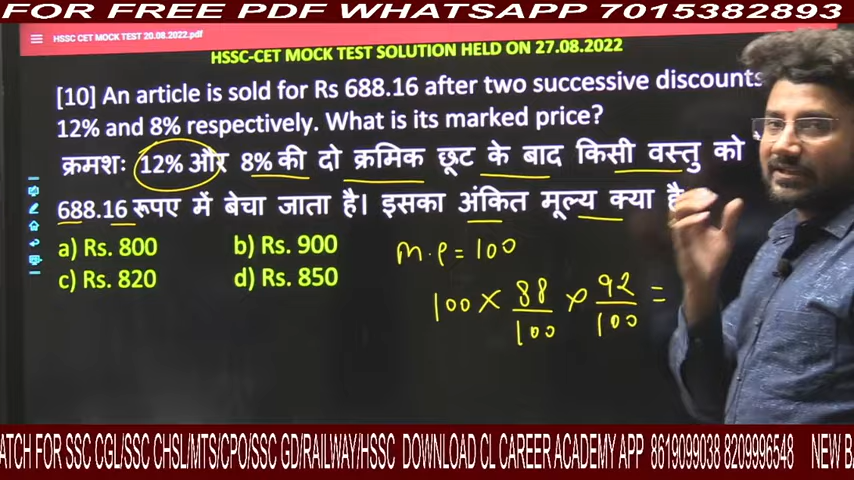 FOR FREE PDF WHATSAPP 7015382893
HSSC CET MOCK TEST 20.08.2022.pdf
HSSC-CET MOCK TEST SOLUTION HELD ON 27.08.2022
[10] An article is sold for Rs 688.16 after two successive discounts
12% and 8% respectively. What is its marked price?
क्रमशः 12% और 8% की दो क्रमिक छूट के बाद किसी वस्तु को
688.16 रूपए में बेचा जाता है। इसका अंकित मूल्य क्या है
a) Rs. 800 b) Rs. 900
c) Rs. 820 d) Rs. 850
M.P = 100
100 × 88/100 × 92/100 =
ATCH FOR SSC CGL/SSC CHSL/MTS/CPO/SSC GD/RAILWAY/HSSC DOWNLOAD CL CAREER ACADEMY APP 8619099038 8209996548 NEW BA